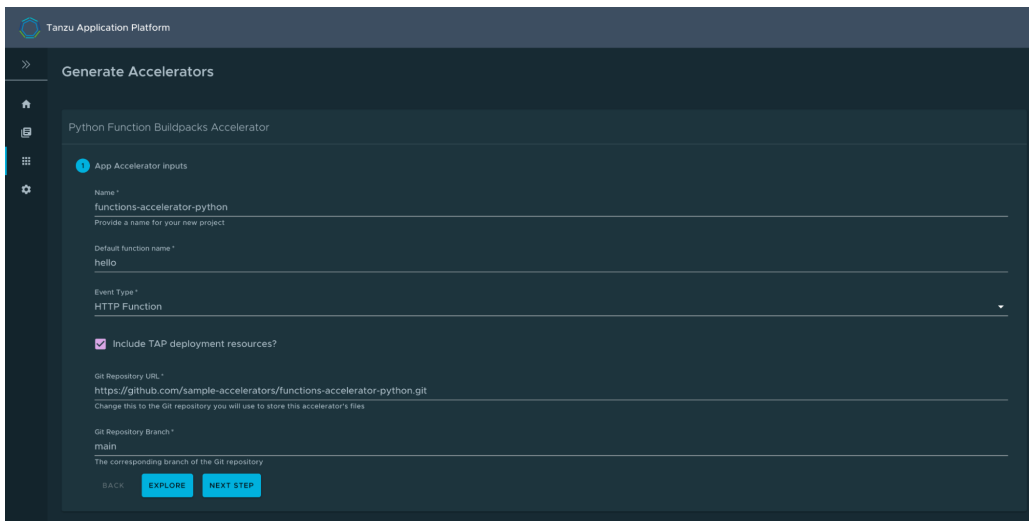 Tanzu Application Platform
Generate Accelerators
Python Function Buildpacks Accelerator
1 App Accelerator inputs
Name *
functions-accelerator-python
Provide a name for your new project
Default function name *
hello
Event Type *
HTTP Function
Include TAP deployment resources?
Git Repository URL *
https://github.com/sample-accelerators/functions-accelerator-python.git
Change this to the Git repository you will use to store this accelerator's files
Git Repository Branch *
main
The corresponding branch of the Git repository
BACK EXPLORE NEXT STEP